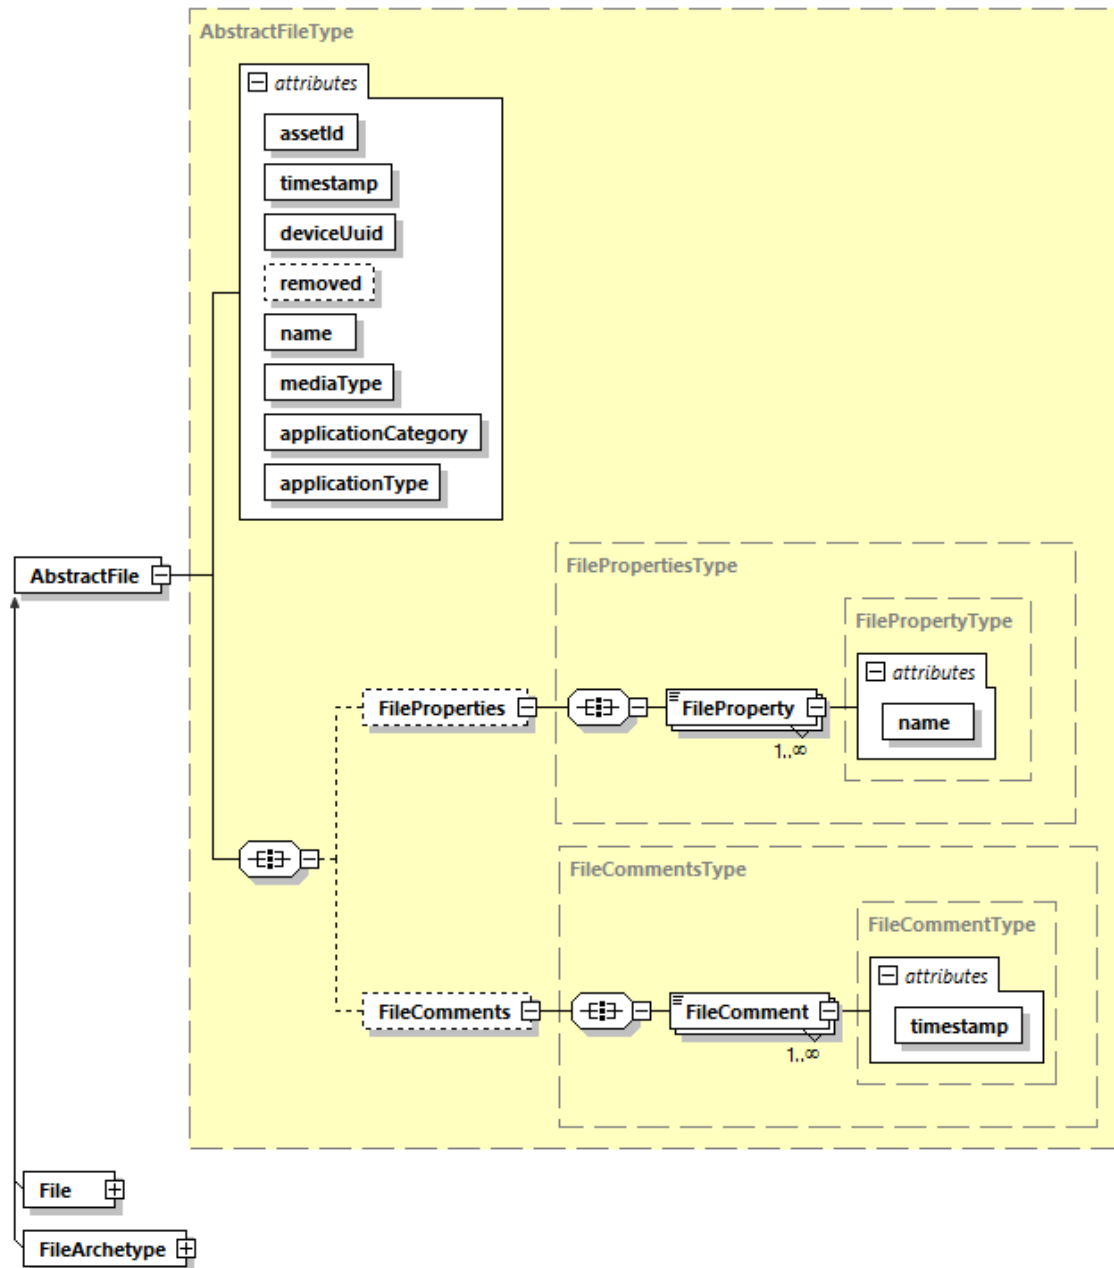 AbstractFileType
attributes
assetId
timestamp
deviceUuid
removed
name
mediaType
applicationCategory
applicationType
AbstractFile
FilePropertiesType
FilePropertyType
attributes
FileProperties
FileProperty
name
1..∞
FileCommentsType
FileCommentType
attributes
FileComments
FileComment
timestamp
1..∞
File
FileArchetype